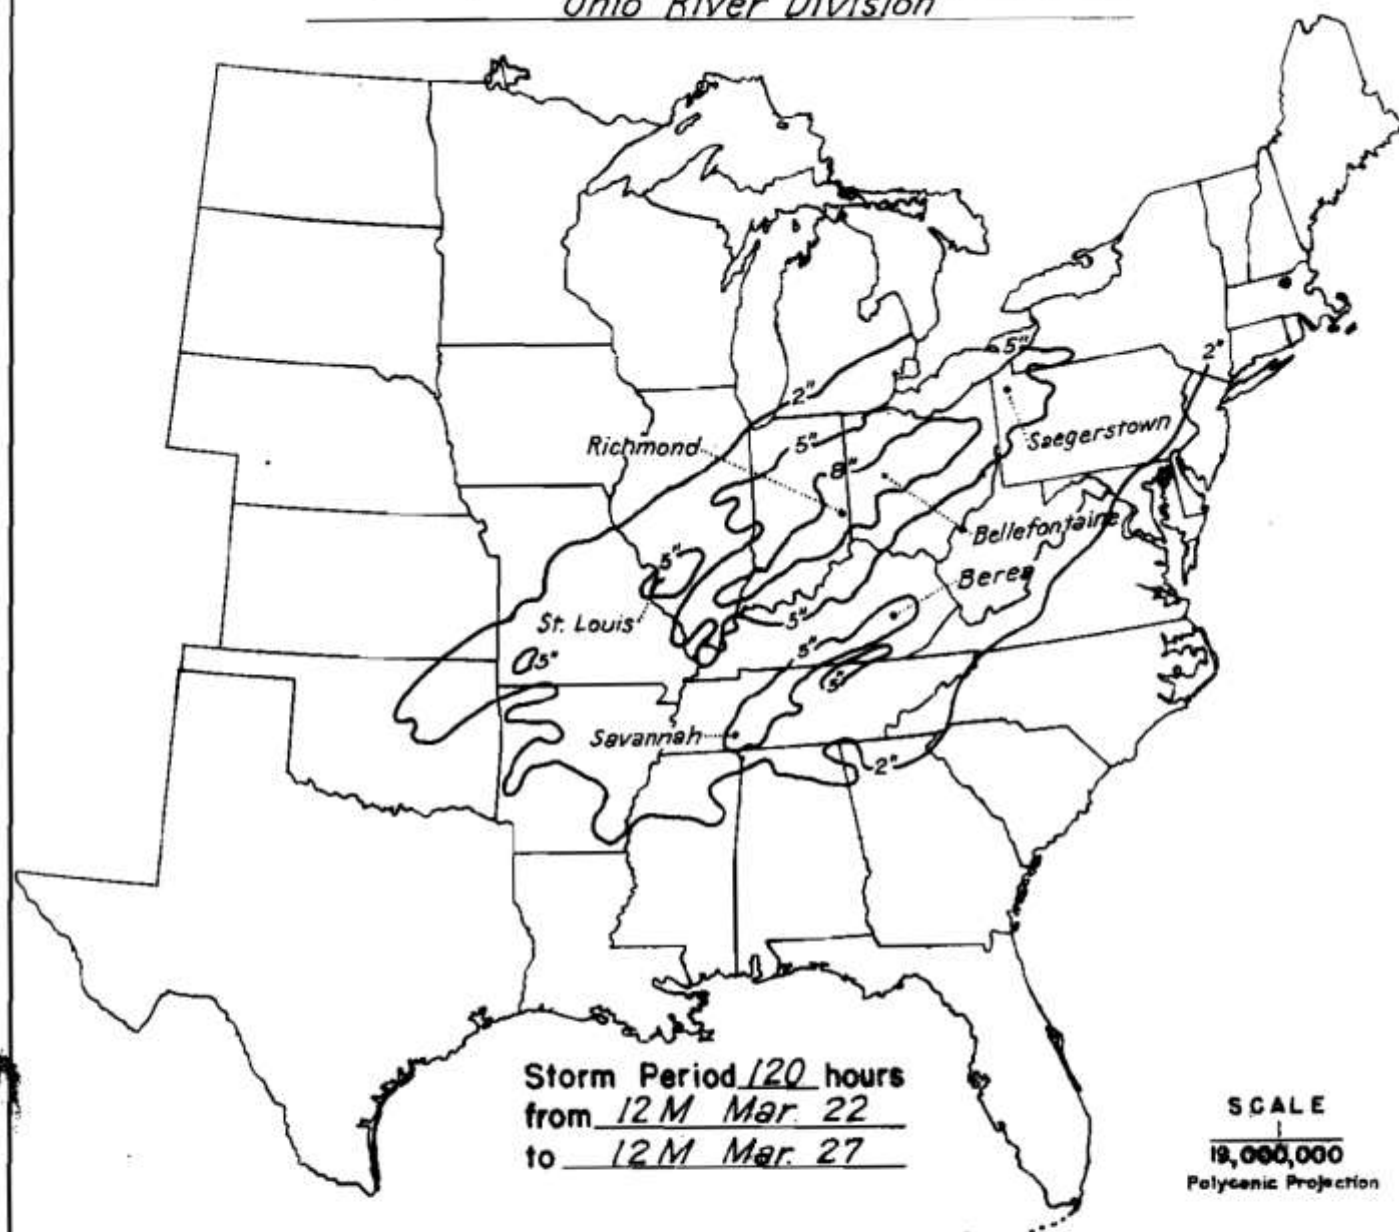 Ohio River Division
5"
2"
2"
Saegerstown
Richmond
5"
8"
Bellefontaine
5"
Berea
St. Louis
5"
5"
5"
5"
Savannah
2"
Storm Period 120 hours
from 12M Mar. 22
to 12M Mar. 27
SCALE
1
19,000,000
Polyconic Projection